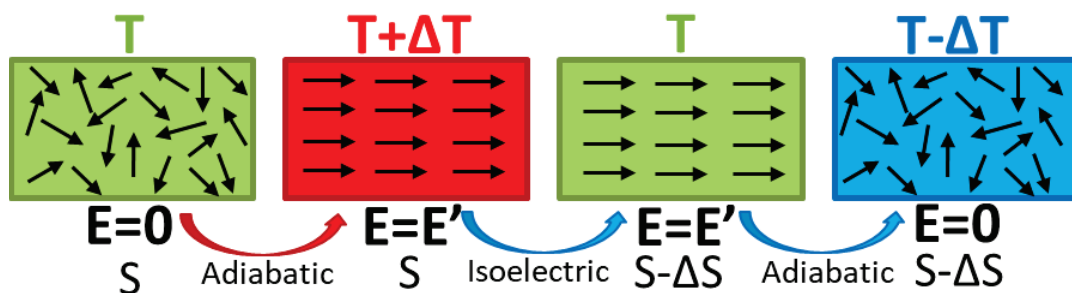 T T+ΔT T T-ΔT
E=0 E=E’ E=E’ E=0
S Adiabatic S Isoelectric S-ΔS Adiabatic S-ΔS